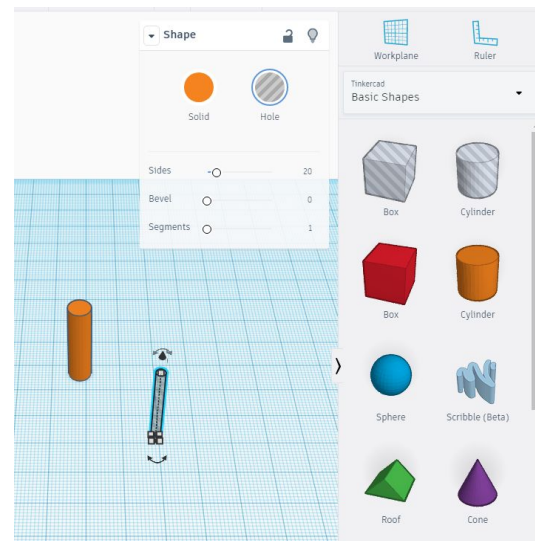 Shape
Solid
Hole
Sides
20
Bevel
0
Segments
1
Workplane
Ruler
Tinkercad
Basic Shapes
Box
Cylinder
Box
Cylinder
Sphere
Scribble (Beta)
Roof
Cone